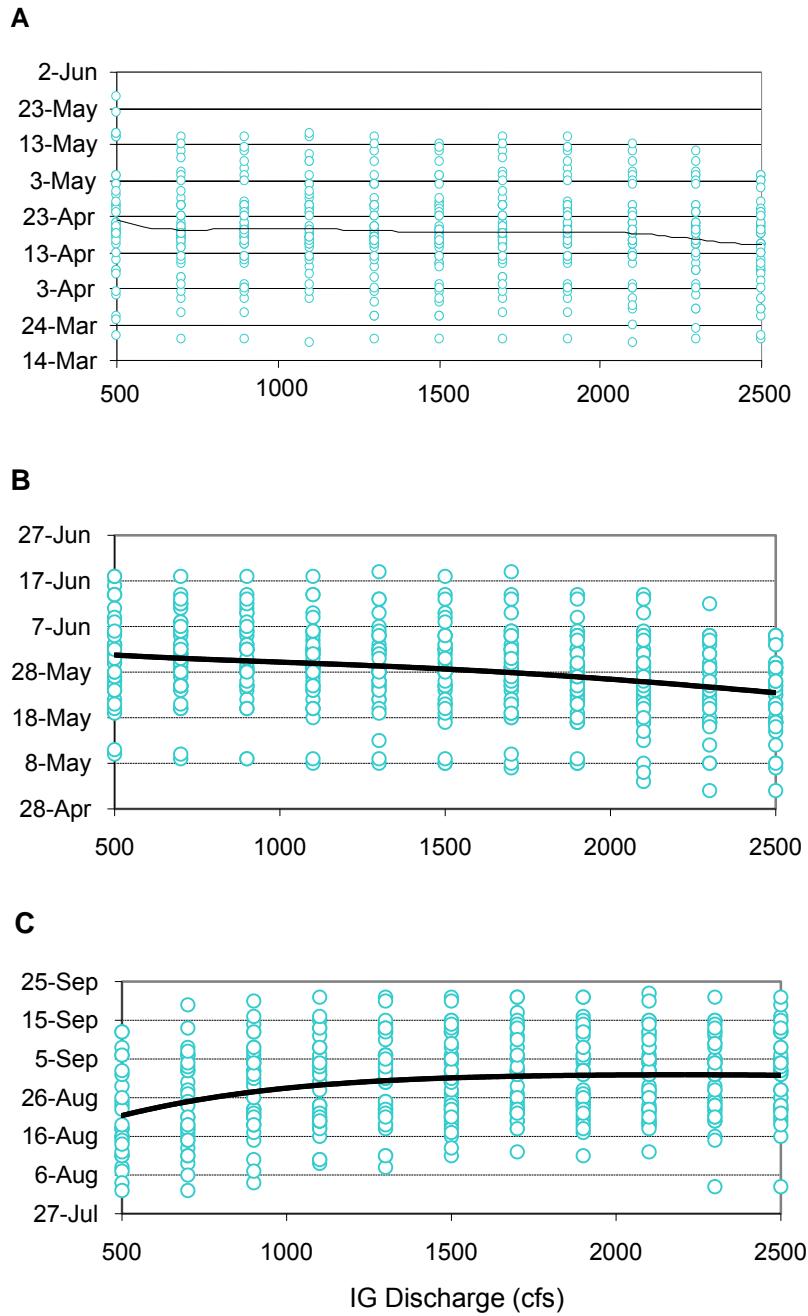 A
2-Jun
23-May
13-May
3-May
23-Apr
13-Apr
3-Apr
24-Mar
14-Mar
500 1000 1500 2000 2500
B
27-Jun
17-Jun
7-Jun
28-May
18-May
8-May
28-Apr
500 1000 1500 2000 2500
C
25-Sep
15-Sep
5-Sep
26-Aug
16-Aug
6-Aug
27-Jul
500 1000 1500 2000 2500
IG Discharge (cfs)